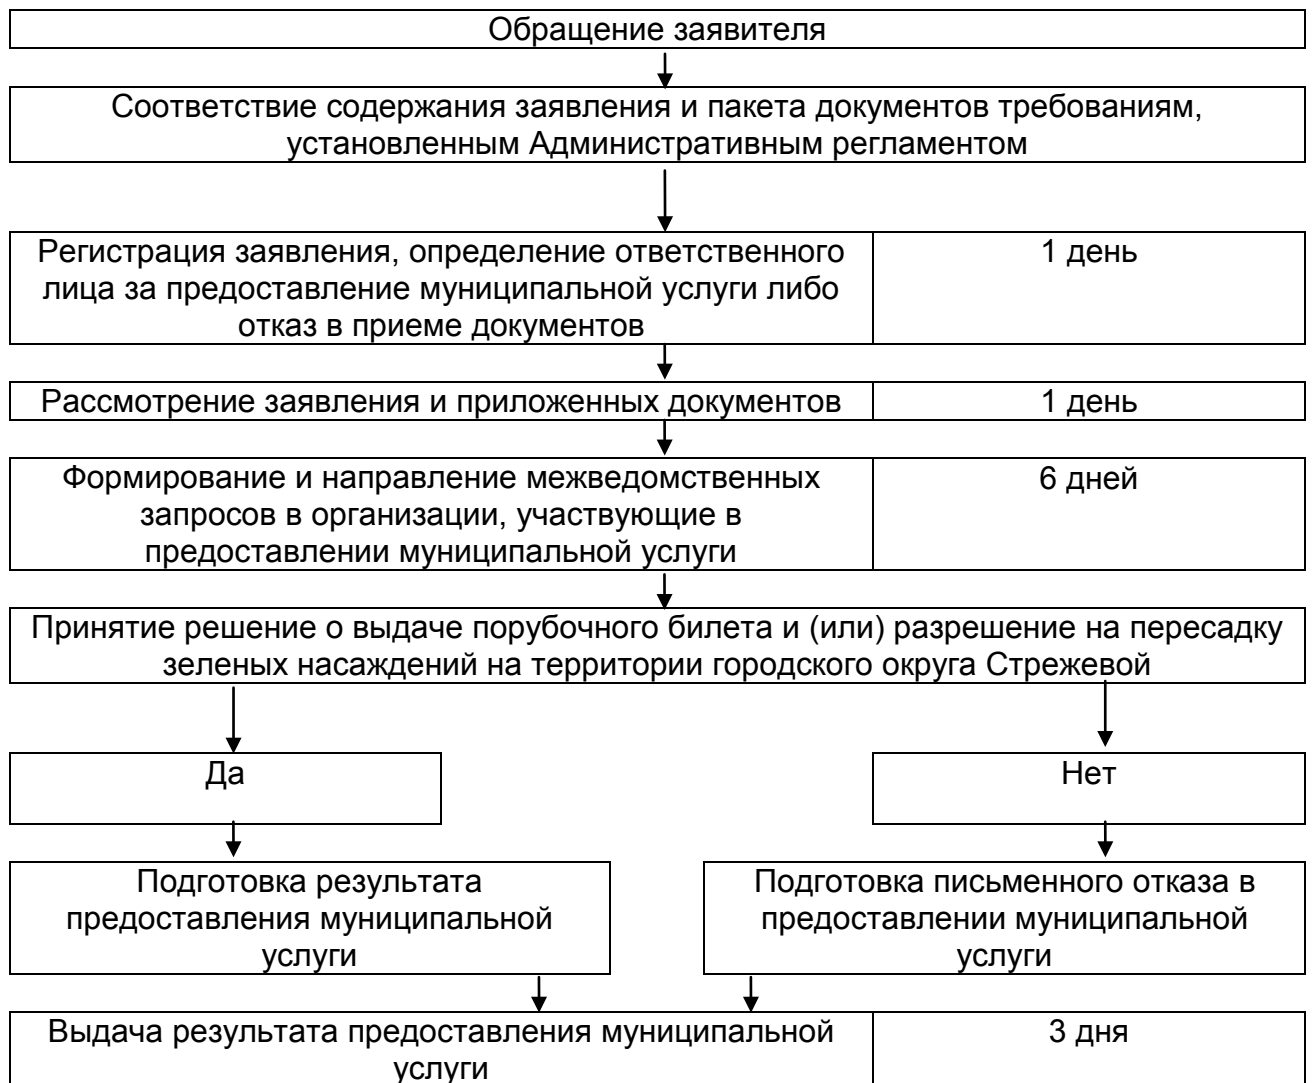 Обращение заявителя
Соответствие содержания заявления и пакета документов требованиям,
установленным Административным регламентом
Регистрация заявления, определение ответственного
лица за предоставление муниципальной услуги либо
отказ в приеме документов
1 день
Рассмотрение заявления и приложенных документов
1 день
Формирование и направление межведомственных
запросов в организации, участвующие в
предоставлении муниципальной услуги
6 дней
Принятие решение о выдаче порубочного билета и (или) разрешение на пересадку
зеленых насаждений на территории городского округа Стрежевой
Да
Нет
Подготовка результата
предоставления муниципальной
услуги
Подготовка письменного отказа в
предоставлении муниципальной
услуги
Выдача результата предоставления муниципальной
услуги
3 дня